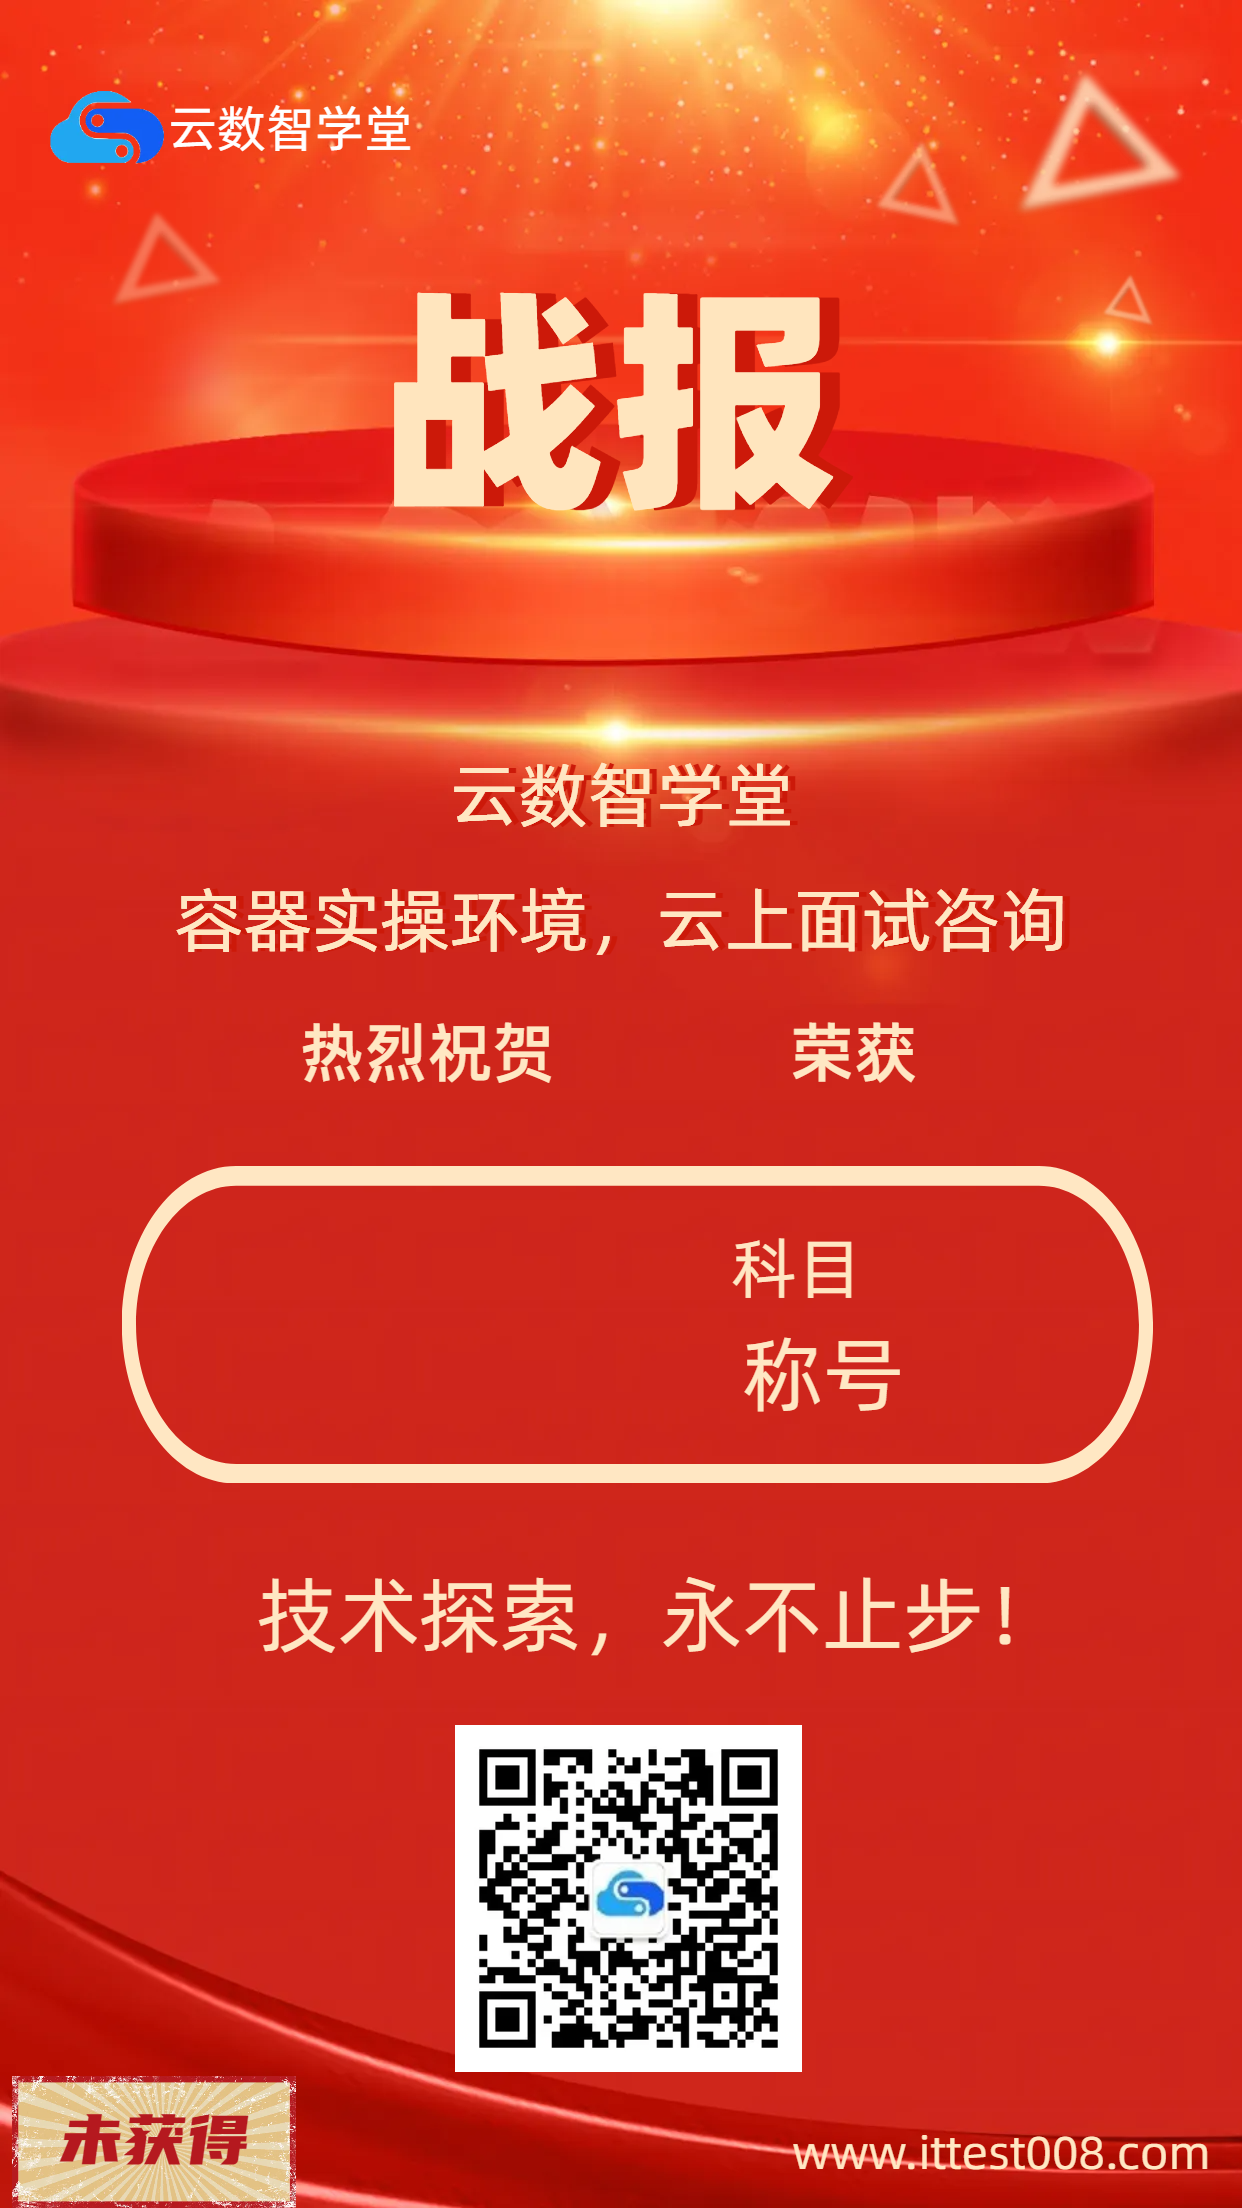 云数智学堂
战报
云数智学堂
容器实操环境，云上面试咨询
热烈祝贺 荣获
科目
称号
技术探索，永不止步！
未获得
www.ittest008.com